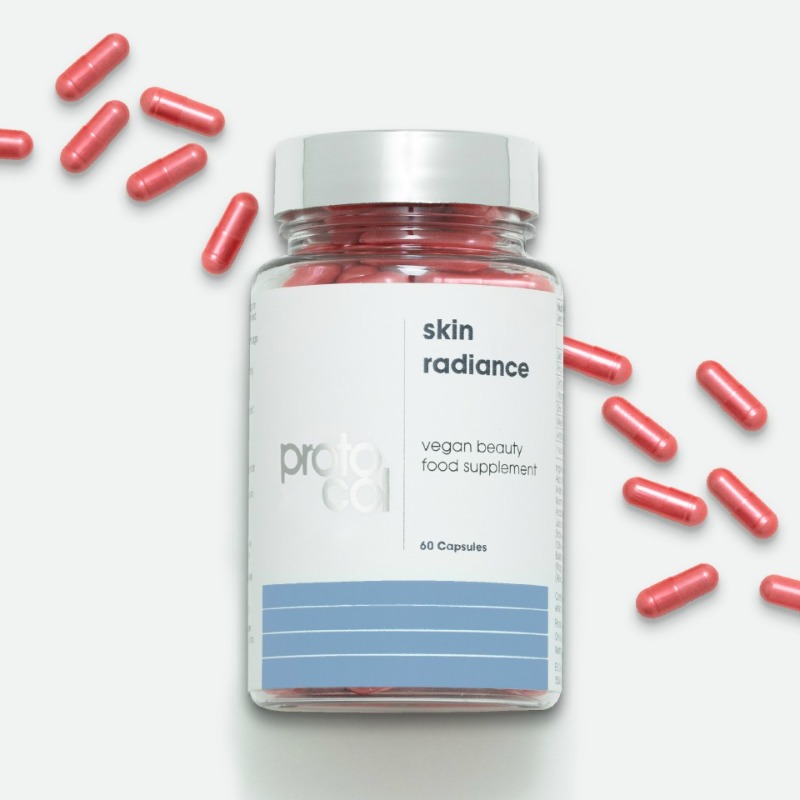 skin
radiance
proto
col
vegan beauty
food supplement
60 Capsules